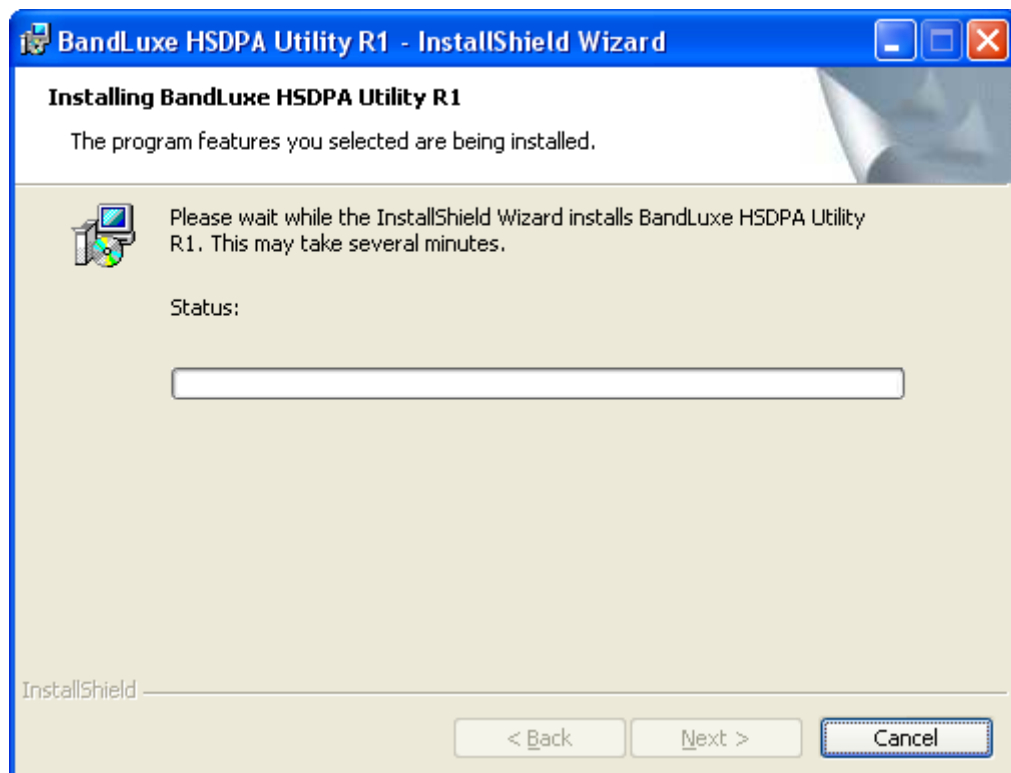 BandLuxe HSDPA Utility R1 - InstallShield Wizard
Installing BandLuxe HSDPA Utility R1
The program features you selected are being installed.
Please wait while the InstallShield Wizard installs BandLuxe HSDPA Utility
R1. This may take several minutes.
Status:
InstallShield
< Back Next > Cancel